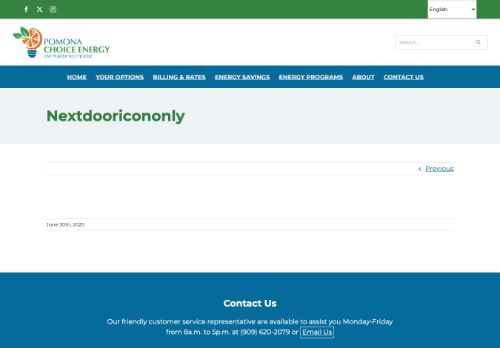 English
POMONA
CHOICE ENERGY
THE POWER TO CHOOSE
Search...
HOME YOUR OPTIONS BILLING & RATES ENERGY SAVINGS ENERGY PROGRAMS ABOUT CONTACT US
Nextdooricononly
Previous
June 30th, 2020
Contact Us
Our friendly customer service representative are available to assist you Monday-Friday
from 8a.m. to 5p.m. at (909) 620-2079 or Email Us